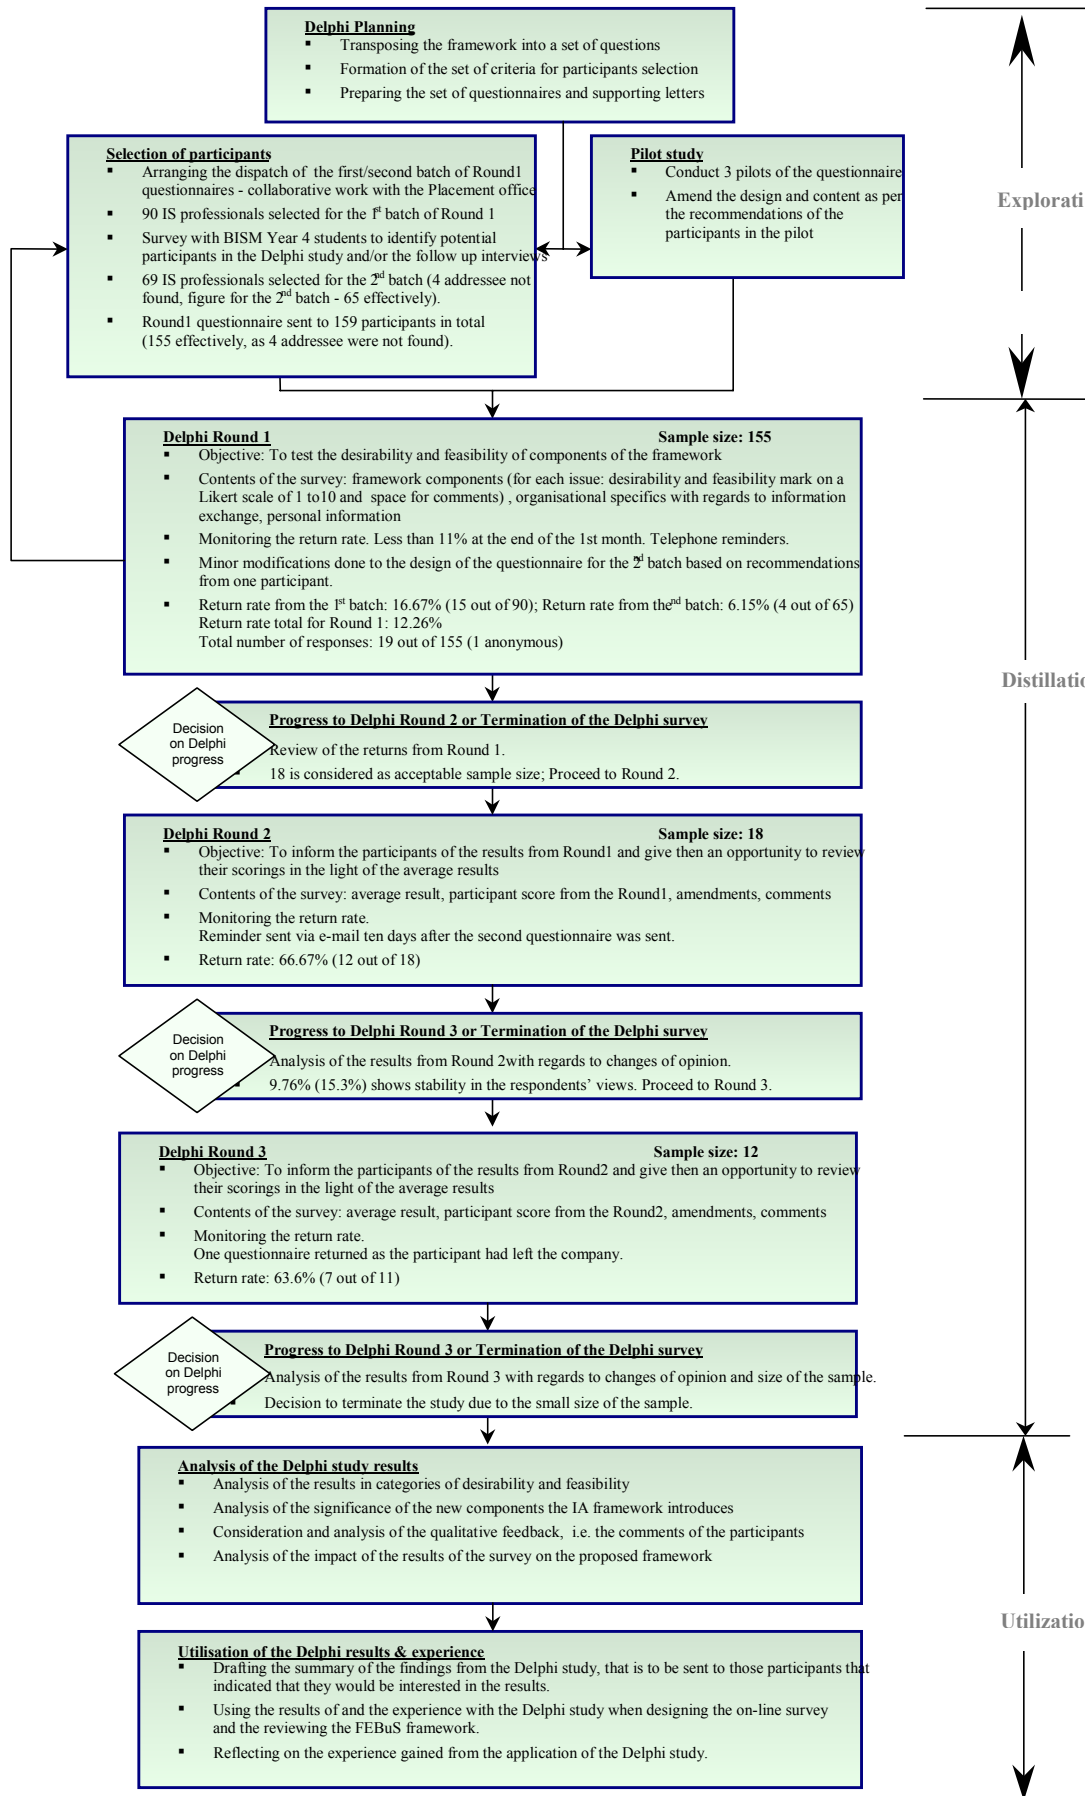 Delphi Planning
▪ Transposing the framework into a set of questions
▪ Formation of the set of criteria for participants selection
▪ Preparing the set of questionnaires and supporting letters
Selection of participants
▪ Arranging the dispatch of the first/second batch of Round1
questionnaires - collaborative work with the Placement office
▪ 90 IS professionals selected for the 1st batch of Round 1
▪ Survey with BISM Year 4 students to identify potential
participants in the Delphi study and/or the follow up interviews
▪ 69 IS professionals selected for the 2nd batch (4 addressee not
found, figure for the 2nd batch - 65 effectively).
▪ Round1 questionnaire sent to 159 participants in total
(155 effectively, as 4 addressee were not found).
Pilot study
▪ Conduct 3 pilots of the questionnaire
▪ Amend the design and content as per
the recommendations of the
participants in the pilot
Explorati
Delphi Round 1 Sample size: 155
▪ Objective: To test the desirability and feasibility of components of the framework
▪ Contents of the survey: framework components (for each issue: desirability and feasibility mark on a
Likert scale of 1 to10 and space for comments) , organisational specifics with regards to information
exchange, personal information
▪ Monitoring the return rate. Less than 11% at the end of the 1st month. Telephone reminders.
▪ Minor modifications done to the design of the questionnaire for the 2nd batch based on recommendations
from one participant.
▪ Return rate from the 1st batch: 16.67% (15 out of 90); Return rate from the nd batch: 6.15% (4 out of 65)
Return rate total for Round 1: 12.26%
Total number of responses: 19 out of 155 (1 anonymous)
Distillatio
Decision
on Delphi
progress
Progress to Delphi Round 2 or Termination of the Delphi survey
Review of the returns from Round 1.
▪ 18 is considered as acceptable sample size; Proceed to Round 2.
Delphi Round 2 Sample size: 18
▪ Objective: To inform the participants of the results from Round1 and give then an opportunity to review
their scorings in the light of the average results
▪ Contents of the survey: average result, participant score from the Round1, amendments, comments
▪ Monitoring the return rate.
Reminder sent via e-mail ten days after the second questionnaire was sent.
▪ Return rate: 66.67% (12 out of 18)
Decision
on Delphi
progress
Progress to Delphi Round 3 or Termination of the Delphi survey
Analysis of the results from Round 2with regards to changes of opinion.
▪ 9.76% (15.3%) shows stability in the respondents’ views. Proceed to Round 3.
Delphi Round 3 Sample size: 12
▪ Objective: To inform the participants of the results from Round2 and give then an opportunity to review
their scorings in the light of the average results
▪ Contents of the survey: average result, participant score from the Round2, amendments, comments
▪ Monitoring the return rate.
One questionnaire returned as the participant had left the company.
▪ Return rate: 63.6% (7 out of 11)
Decision
on Delphi
progress
Progress to Delphi Round 3 or Termination of the Delphi survey
Analysis of the results from Round 3 with regards to changes of opinion and size of the sample.
▪ Decision to terminate the study due to the small size of the sample.
Analysis of the Delphi study results
▪ Analysis of the results in categories of desirability and feasibility
▪ Analysis of the significance of the new components the IA framework introduces
▪ Consideration and analysis of the qualitative feedback, i.e. the comments of the participants
▪ Analysis of the impact of the results of the survey on the proposed framework
Utilizatio
Utilisation of the Delphi results & experience
▪ Drafting the summary of the findings from the Delphi study, that is to be sent to those participants that
indicated that they would be interested in the results.
▪ Using the results of and the experience with the Delphi study when designing the on-line survey
and the reviewing the FEBuS framework.
▪ Reflecting on the experience gained from the application of the Delphi study.